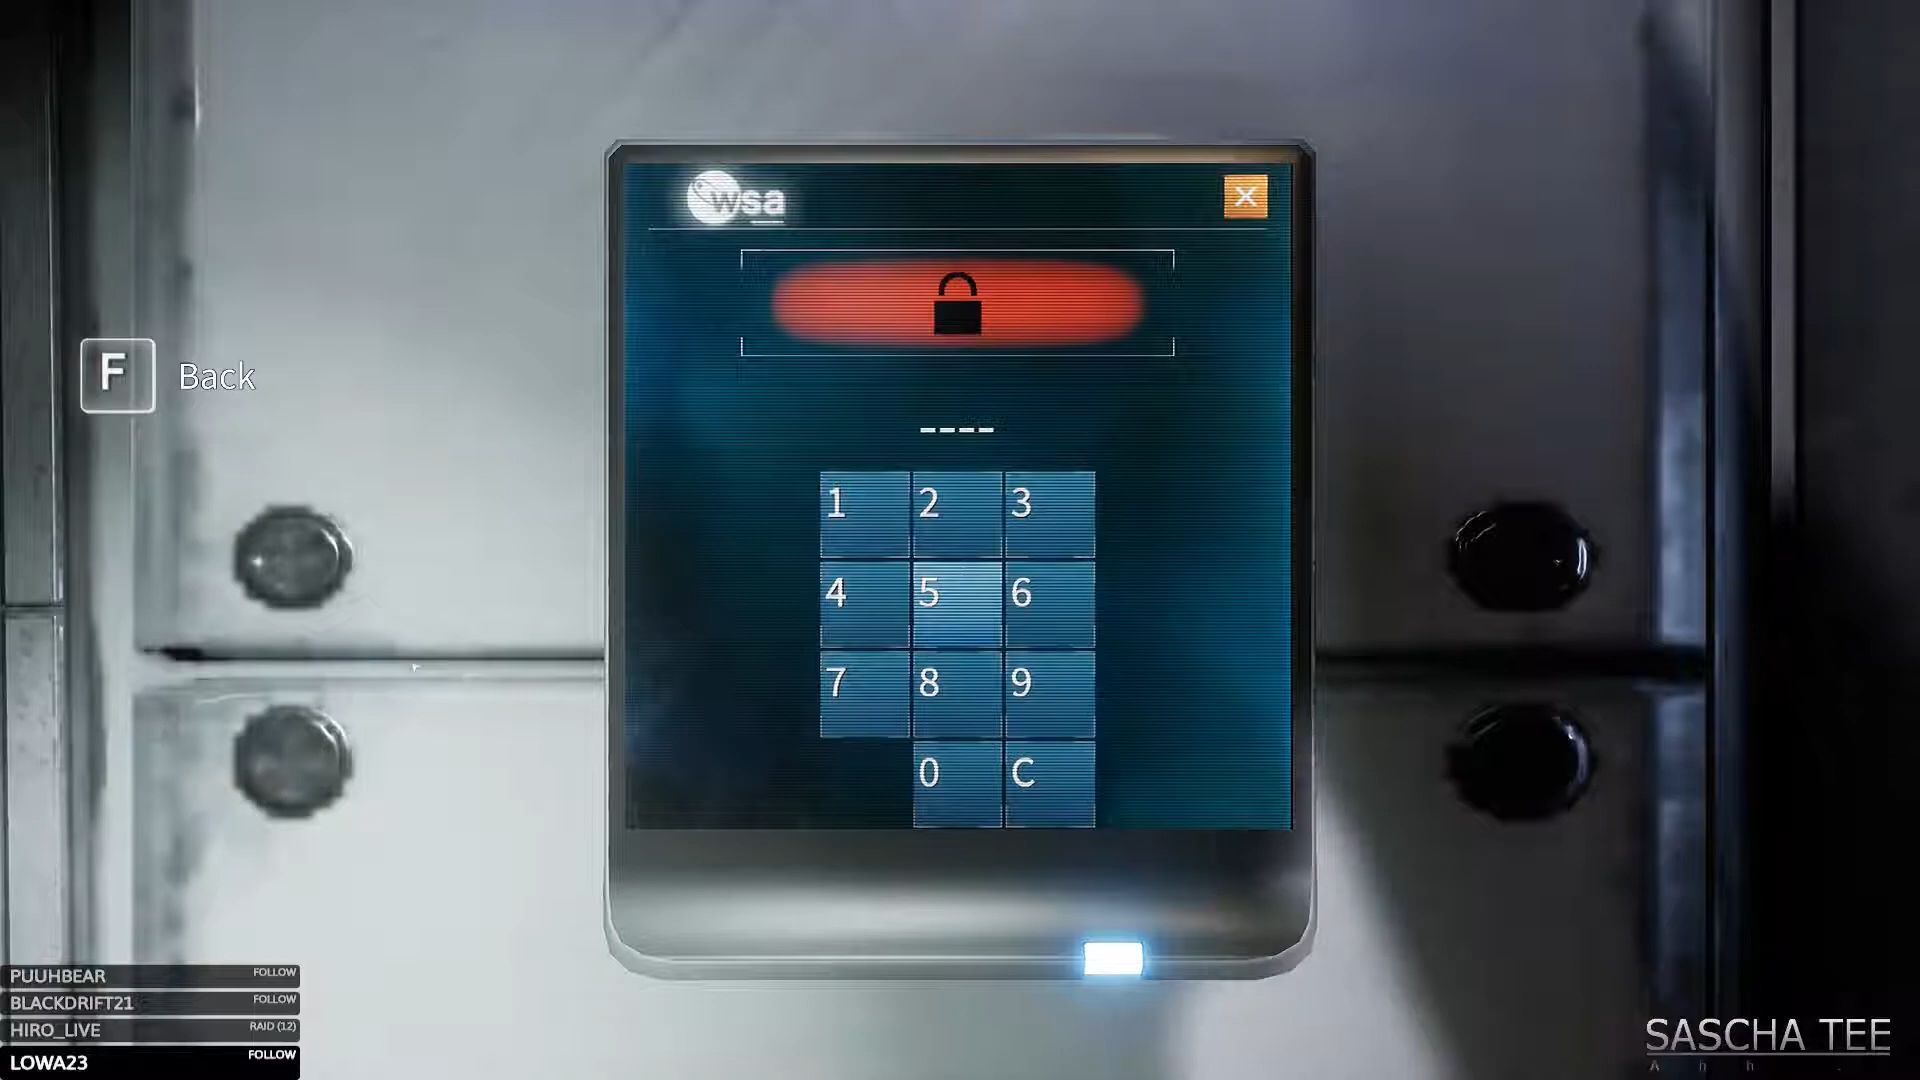 wsa
F Back
----
1 2 3
4 5 6
7 8 9
0 C
PUUHBEAR FOLLOW
BLACKDRIFT21 FOLLOW
HIRO_LIVE RAID (12)
LOWA23 FOLLOW
SASCHA TEE
A h h .